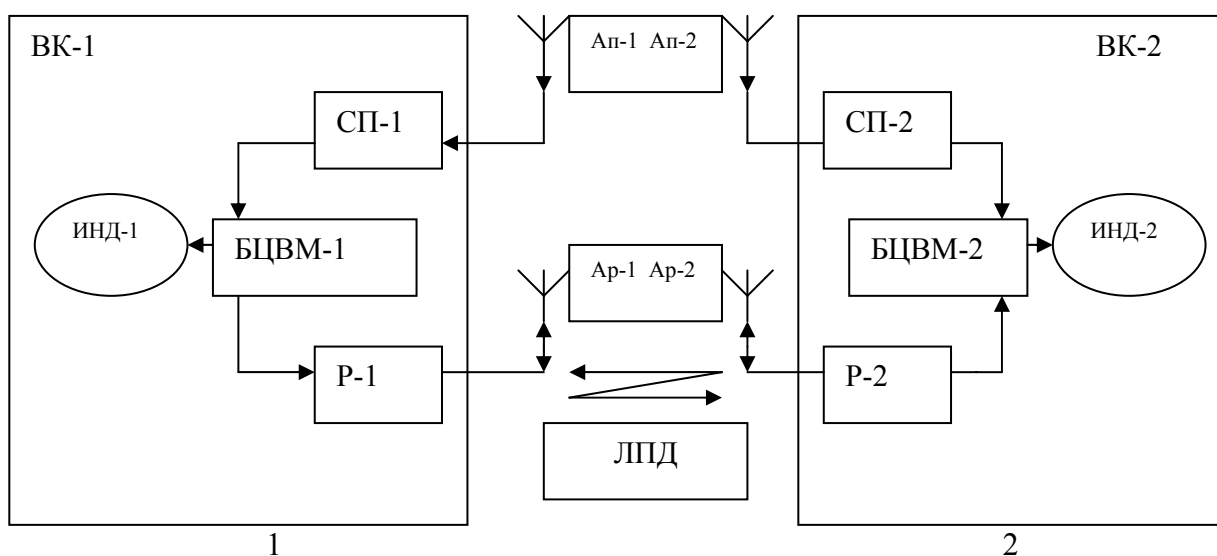 ВК-1
Ап-1 Ап-2
ВК-2
СП-1
СП-2
ИНД-1
БЦВМ-1
Ар-1 Ар-2
БЦВМ-2
ИНД-2
Р-1
Р-2
ЛПД
1
2